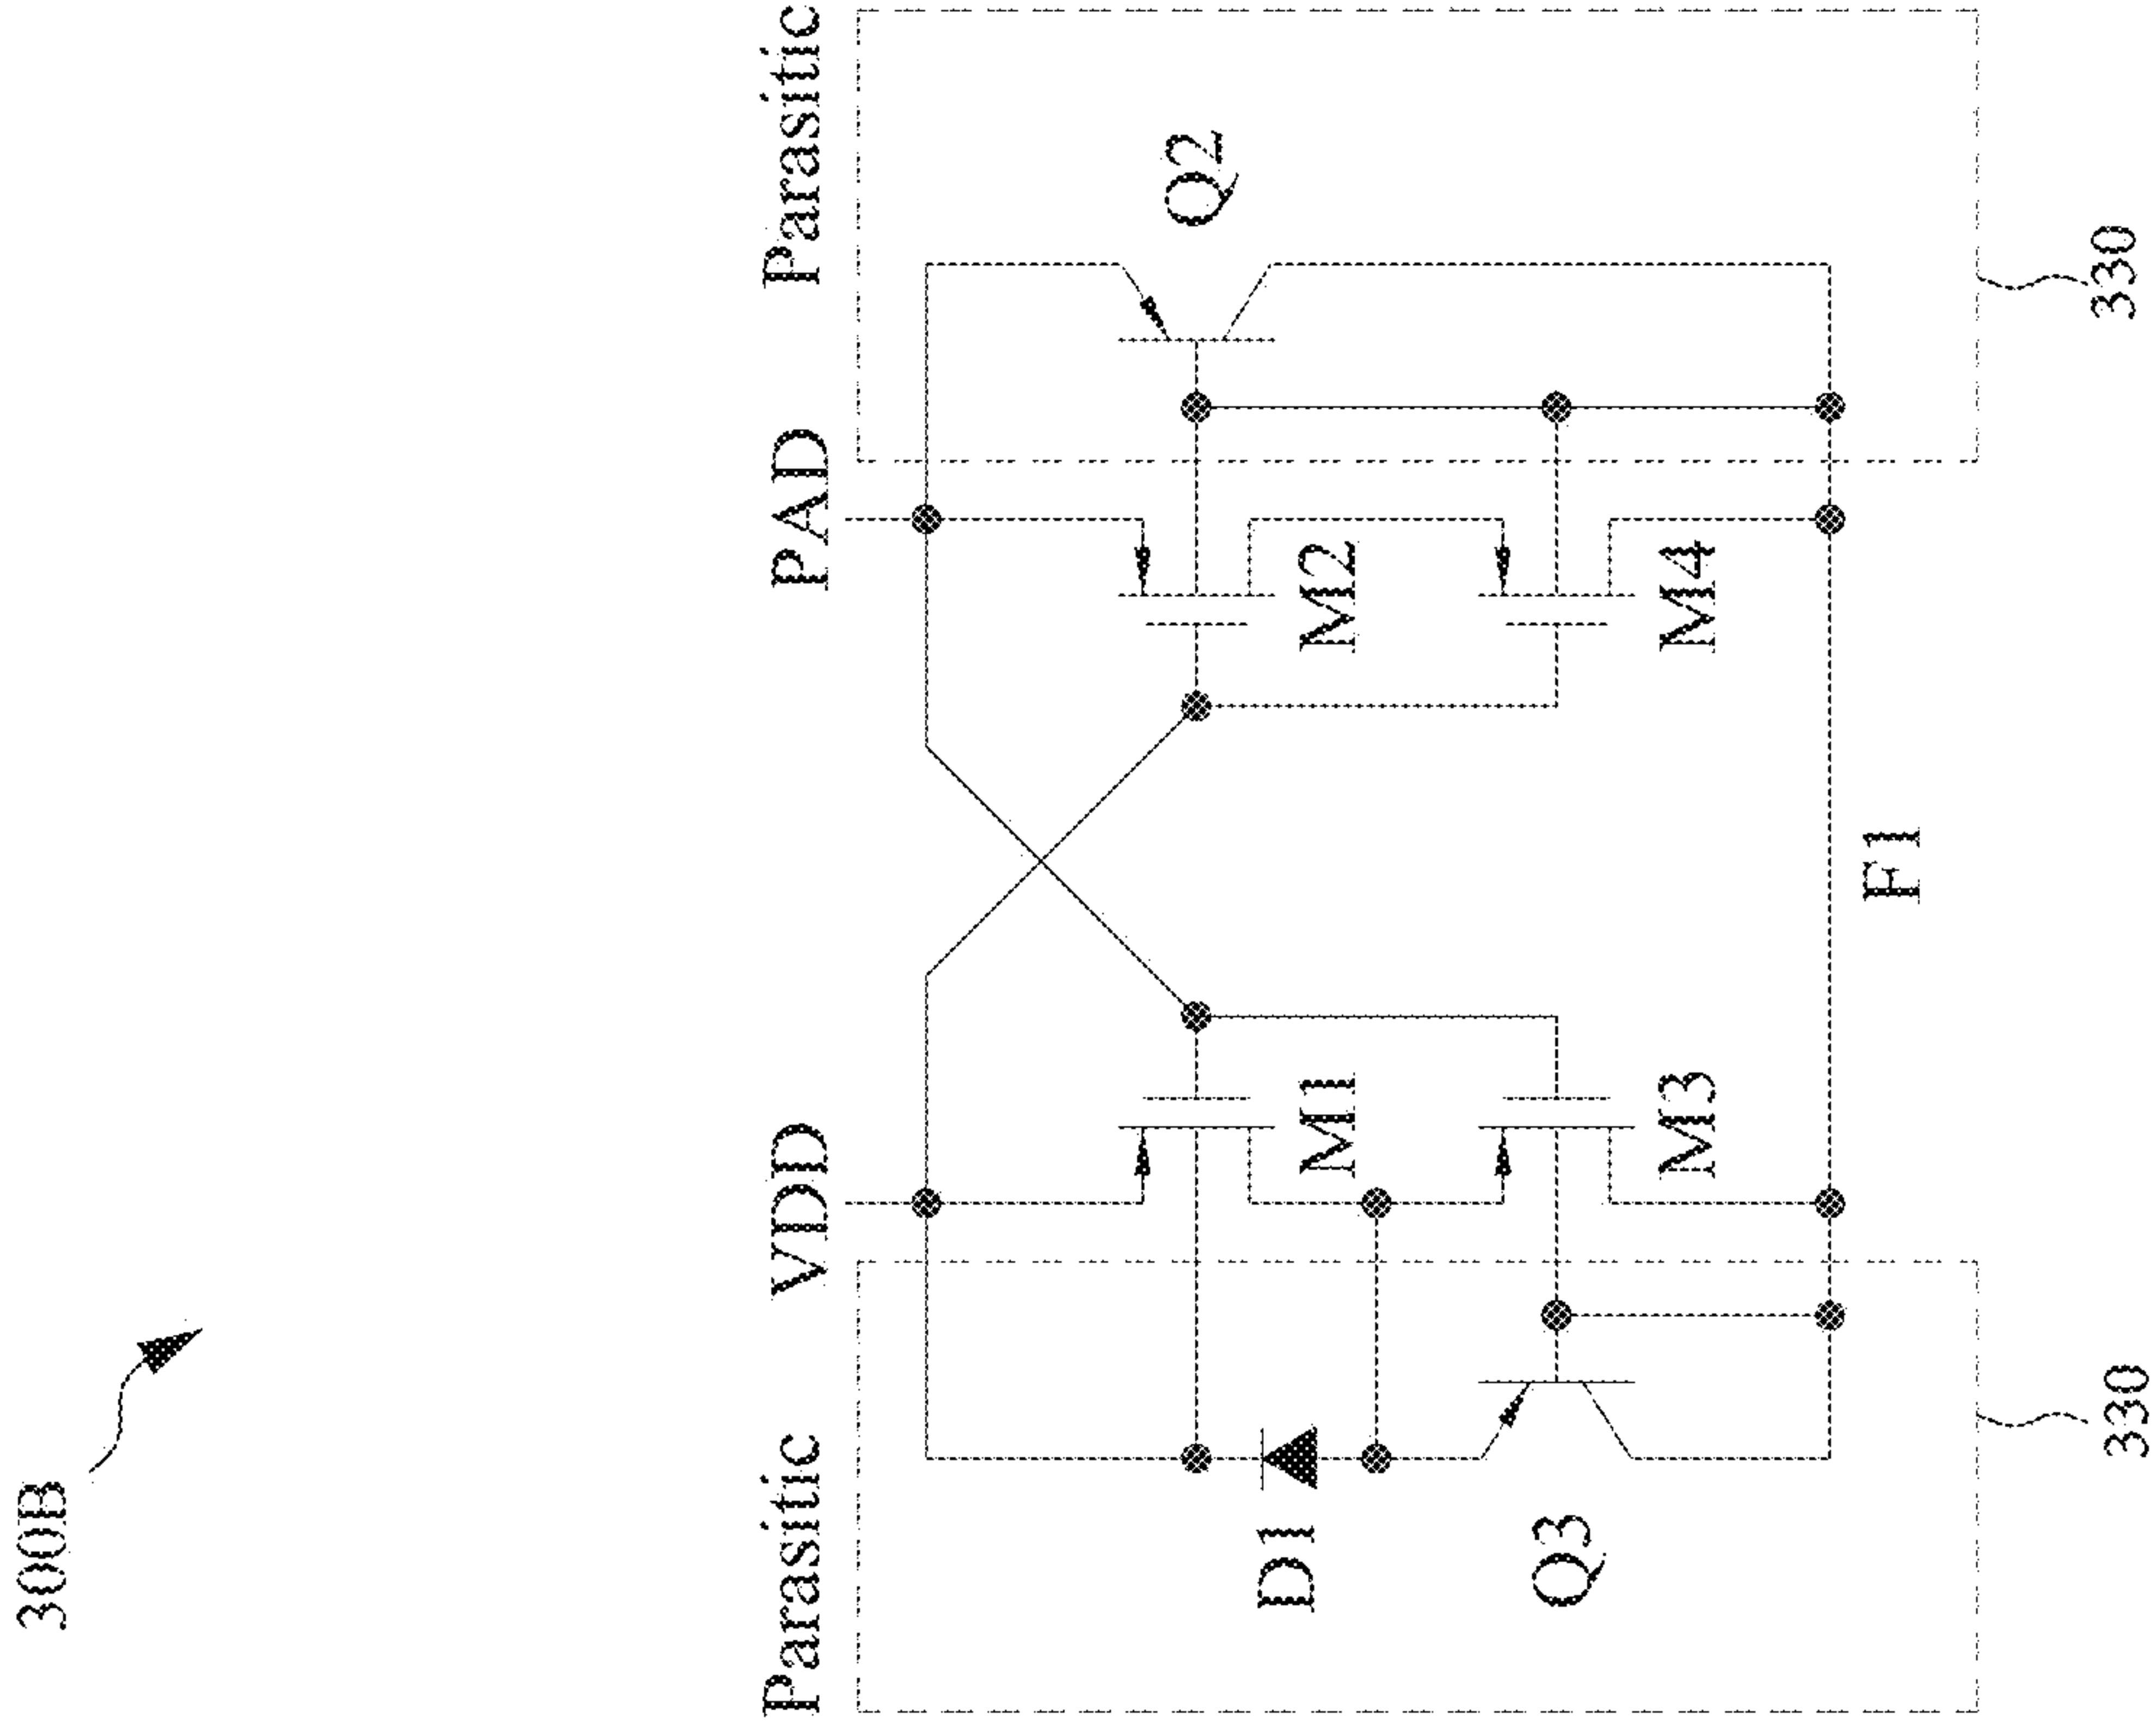 300B
Parasitic
VDD
PAD
Parasitic
D1
M1
M2
Q2
Q3
M3
M4
F1
330
330